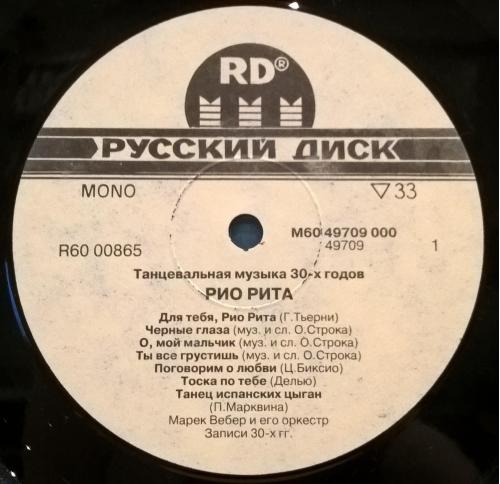 RD®
РУССКИЙ ДИСК
MONO
▽33
R60 00865
М60 49709 000
49709
1
Танцевальная музыка 30-х годов
РИО РИТА
Для тебя, Рио Рита (Г.Тьерни)
Черные глаза (муз. и сл. О.Строка)
О, мой мальчик (муз. и сл. О.Строка)
Ты все грустишь (муз. и сл. О.Строка)
Поговорим о любви (Ц.Биксио)
Тоска по тебе (Делью)
Танец испанских цыган
(П.Марквина)
Марек Вебер и его оркестр
Записи 30-х гг.